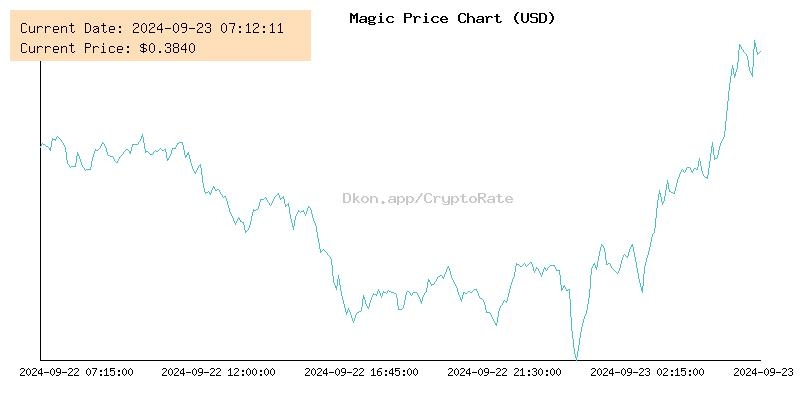 Magic Price Chart (USD)
Current Date: 2024-09-23 07:12:11
Current Price: $0.3840
Dkon.app/CryptoRate
2024-09-22 07:15:00 2024-09-22 12:00:00 2024-09-22 16:45:00 2024-09-22 21:30:00 2024-09-23 02:15:00 2024-09-23